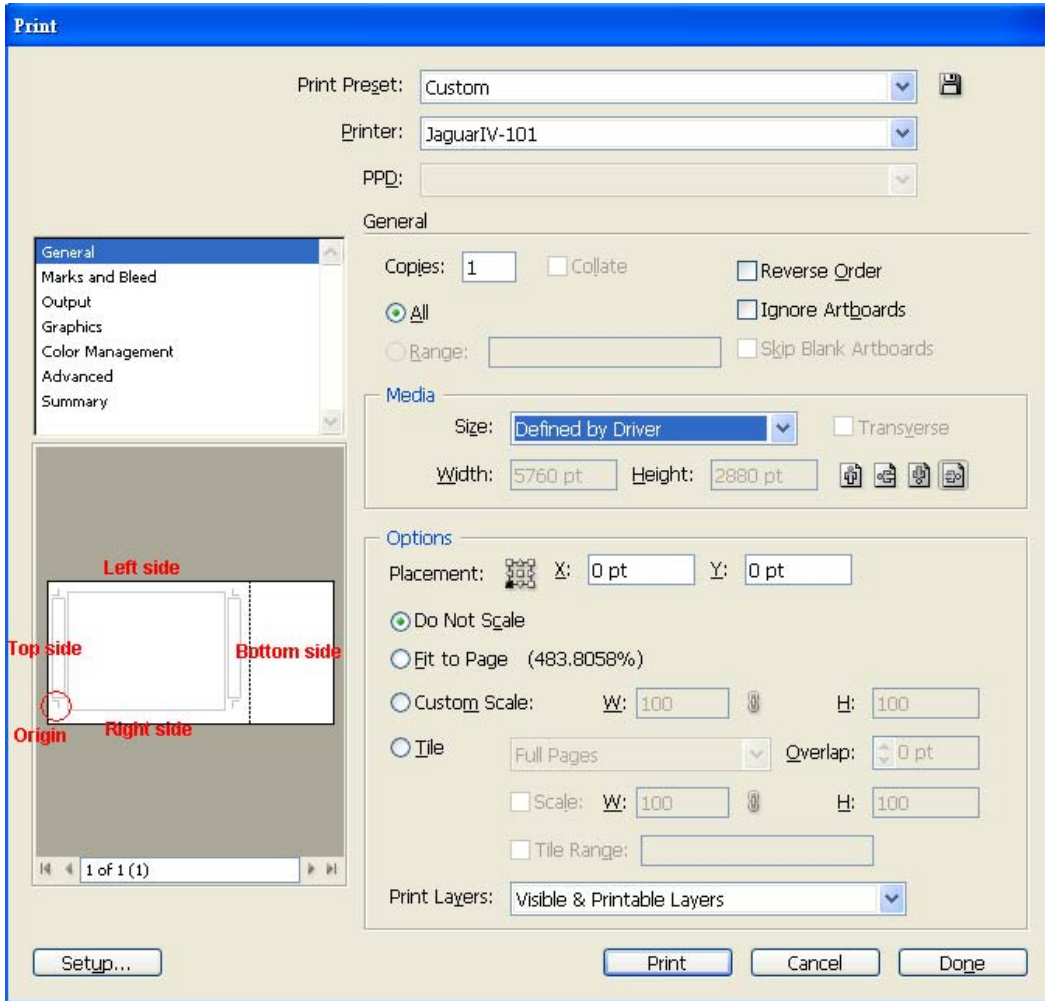 Print
Print Preset: Custom
Printer: JaguarIV-101
PPD:
General
Marks and Bleed
Output
Graphics
Color Management
Advanced
Summary
General
Copies: 1 Collate Reverse Order
All Ignore Artboards
Range: Skip Blank Artboards
Media
Size: Defined by Driver Transverse
Width: 5760 pt Height: 2880 pt
Left side
Top side Bottom side
Origin Right side
1 of 1 (1)
Options
Placement: X: 0 pt Y: 0 pt
Do Not Scale
Fit to Page (483.8058%)
Custom Scale: W: 100 H: 100
Tile Full Pages Overlap: 0 pt
Scale: W: 100 H: 100
Tile Range:
Print Layers: Visible & Printable Layers
Setup... Print Cancel Done